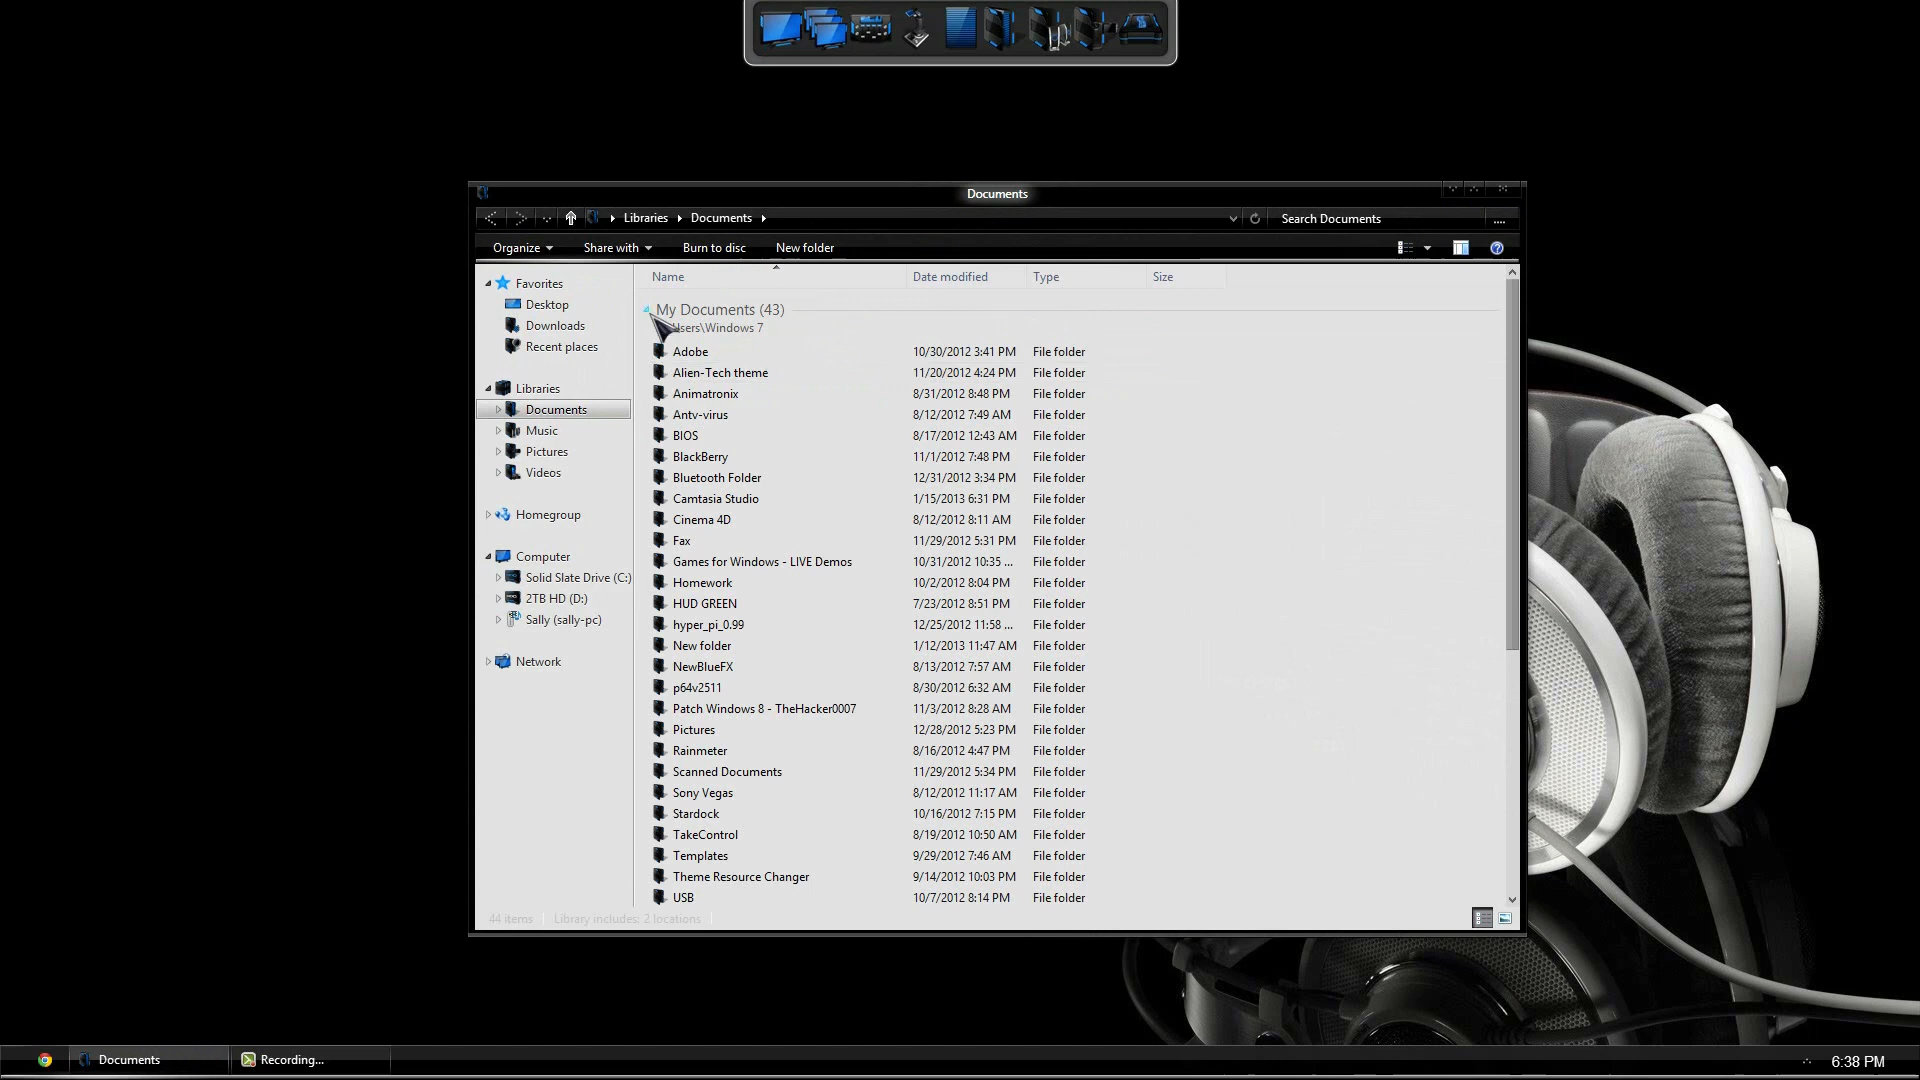 Documents
Libraries Documents Search Documents
Organize Share with Burn to disc New folder
Name Date modified Type Size
Favorites
Desktop
Downloads
Recent places
Libraries
Documents
Music
Pictures
Videos
Homegroup
Computer
Solid Slate Drive (C:)
2TB HD (D:)
Sally (sally-pc)
Network
My Documents (43)
sers\Windows 7
Adobe 10/30/2012 3:41 PM File folder
Alien-Tech theme 11/20/2012 4:24 PM File folder
Animatronix 8/31/2012 8:48 PM File folder
Antv-virus 8/12/2012 7:49 AM File folder
BIOS 8/17/2012 12:43 AM File folder
BlackBerry 11/1/2012 7:48 PM File folder
Bluetooth Folder 12/31/2012 3:34 PM File folder
Camtasia Studio 1/15/2013 6:31 PM File folder
Cinema 4D 8/12/2012 8:11 AM File folder
Fax 11/29/2012 5:31 PM File folder
Games for Windows - LIVE Demos 10/31/2012 10:35 ... File folder
Homework 10/2/2012 8:04 PM File folder
HUD GREEN 7/23/2012 8:51 PM File folder
hyper_pi_0.99 12/25/2012 11:58 ... File folder
New folder 1/12/2013 11:47 AM File folder
NewBlueFX 8/13/2012 7:57 AM File folder
p64v2511 8/30/2012 6:32 AM File folder
Patch Windows 8 - TheHacker0007 11/3/2012 8:28 AM File folder
Pictures 12/28/2012 5:23 PM File folder
Rainmeter 8/16/2012 4:47 PM File folder
Scanned Documents 11/29/2012 5:34 PM File folder
Sony Vegas 8/12/2012 11:17 AM File folder
Stardock 10/16/2012 7:15 PM File folder
TakeControl 8/19/2012 10:50 AM File folder
Templates 9/29/2012 7:46 AM File folder
Theme Resource Changer 9/14/2012 10:03 PM File folder
USB 10/7/2012 8:14 PM File folder
44 items Library includes: 2 locations
Documents Recording... 6:38 PM